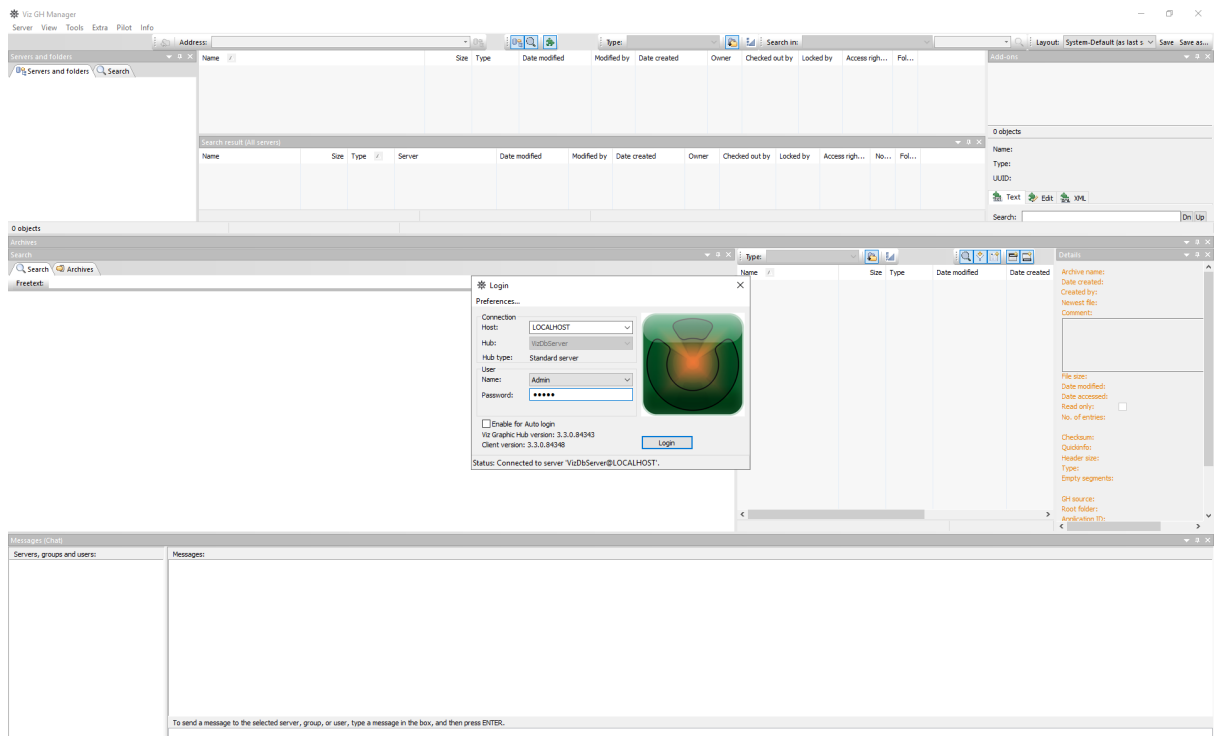 Viz GH Manager
Server View Tools Extra Pilot Info
Address: Type: Search in: Layout: System-Default (as last s Save Save as...
Servers and folders
Servers and folders Search
Name Size Type Date modified Modified by Date created Owner Checked out by Locked by Access righ... Fol...
Add-ons
0 objects
Name:
Type:
UUID:
Text Edit XML
Search: Dn Up
Search result (All servers)
Name Size Type Server Date modified Modified by Date created Owner Checked out by Locked by Access righ... No... Fol...
0 objects
Archives
Search
Search Archives
Freetext:
Type:
Name Size Type Date modified Date created
Details
Archive name:
Date created:
Created by:
Newest file:
Comment:
File size:
Date modified:
Date accessed:
Read only:
No. of entries:
Checksum:
Quickinfo:
Header size:
Type:
Empty segments:
GH source:
Root folder:
Application ID:
Login
Preferences...
Connection
Host: LOCALHOST
Hub: VizDbServer
Hub type: Standard server
User
Name: Admin
Password: •••••
Enable for Auto login
Viz Graphic Hub version: 3.3.0.84343
Client version: 3.3.0.84348
Login
Status: Connected to server 'VizDbServer@LOCALHOST'.
Messages (Chat)
Servers, groups and users: Messages:
To send a message to the selected server, group, or user, type a message in the box, and then press ENTER.